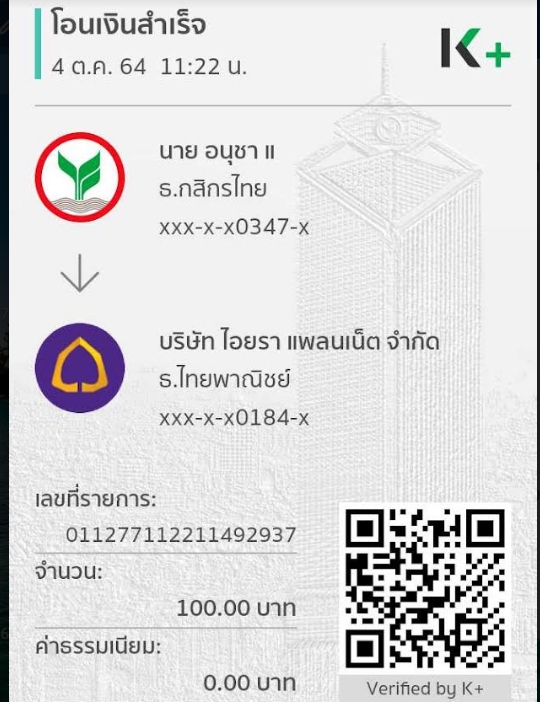 โอนเงินสำเร็จ
4 ต.ค. 64 11:22 น.
K+
นาย อนุชา แ
ธ.กสิกรไทย
xxx-x-x0347-x
บริษัท ไอยรา แพลนเน็ต จำกัด
ธ.ไทยพาณิชย์
xxx-x-x0184-x
เลขที่รายการ:
011277112211492937
จำนวน:
100.00 บาท
ค่าธรรมเนียม:
0.00 บาท
Verified by K+